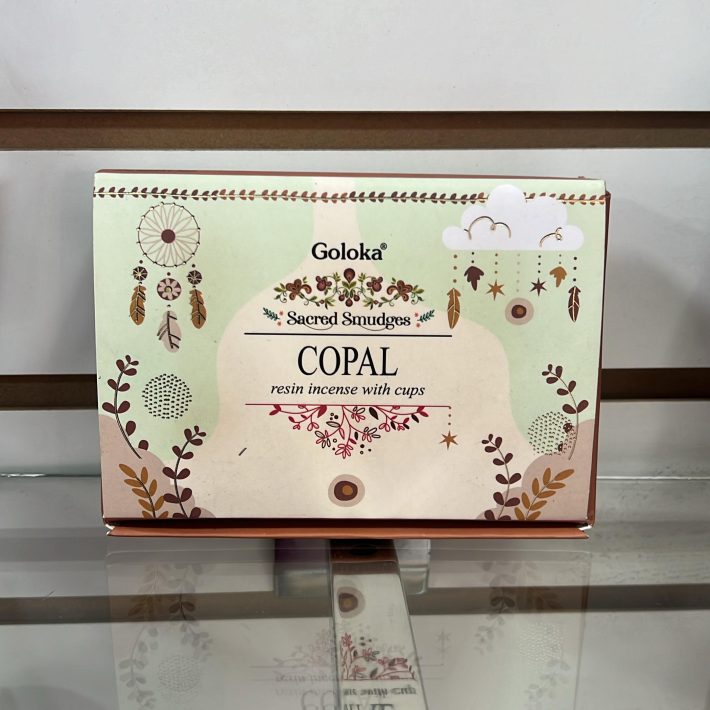 Goloka®
Sacred Smudges
COPAL
resin incense with cups